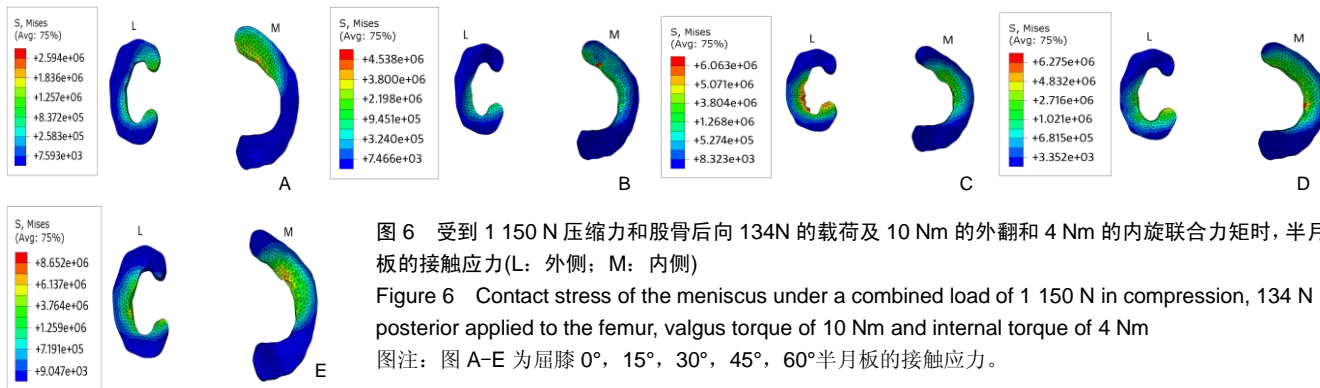 S, Mises
(Avg: 75%)
+2.594e+06
+1.836e+06
+1.257e+06
+8.372e+05
+2.583e+05
+7.593e+03
L
M
A
S, Mises
(Avg: 75%)
+4.538e+06
+3.800e+06
+2.198e+06
+9.451e+05
+3.240e+05
+7.466e+03
L
M
B
S, Mises
(Avg: 75%)
+6.063e+06
+5.071e+06
+3.804e+06
+1.268e+06
+5.274e+05
+8.323e+03
L
M
C
S, Mises
(Avg: 75%)
+6.275e+06
+4.832e+06
+2.716e+06
+1.021e+06
+6.815e+05
+3.352e+03
L
M
D
S, Mises
(Avg: 75%)
+8.652e+06
+6.137e+06
+3.764e+06
+1.259e+06
+7.191e+05
+9.047e+03
L
M
E
图 6 受到 1 150 N 压缩力和股骨后向 134N 的载荷及 10 Nm 的外翻和 4 Nm 的内旋联合力矩时，半月
板的接触应力(L：外侧；M：内侧)
Figure 6 Contact stress of the meniscus under a combined load of 1 150 N in compression, 134 N
posterior applied to the femur, valgus torque of 10 Nm and internal torque of 4 Nm
图注：图 A–E 为屈膝 0°，15°，30°，45°，60°半月板的接触应力。